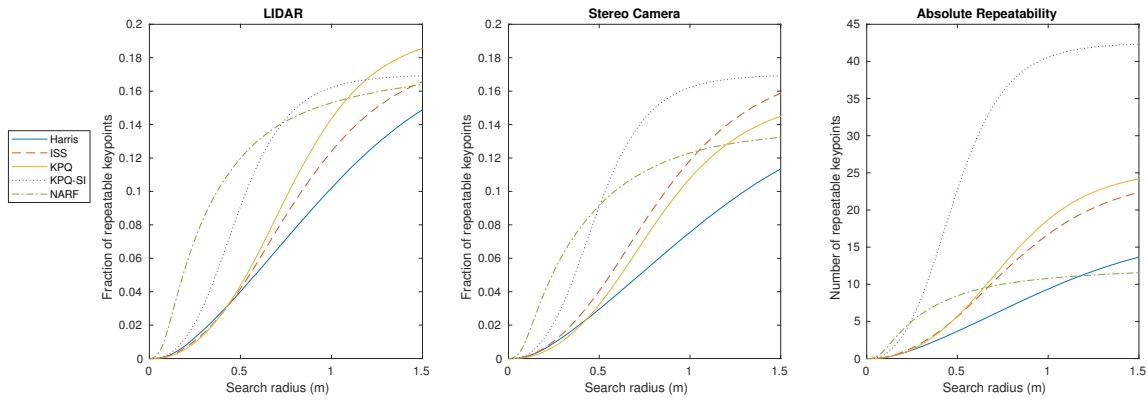 LIDAR
Stereo Camera
Absolute Repeatability
Harris
ISS
KPQ
KPQ-SI
NARF
Fraction of repeatable keypoints
0.2
0.18
0.16
0.14
0.12
0.1
0.08
0.06
0.04
0.02
0
0 0.5 1 1.5
Search radius (m)
Fraction of repeatable keypoints
0.2
0.18
0.16
0.14
0.12
0.1
0.08
0.06
0.04
0.02
0
0 0.5 1 1.5
Search radius (m)
Number of repeatable keypoints
45
40
35
30
25
20
15
10
5
0
0 0.5 1 1.5
Search radius (m)